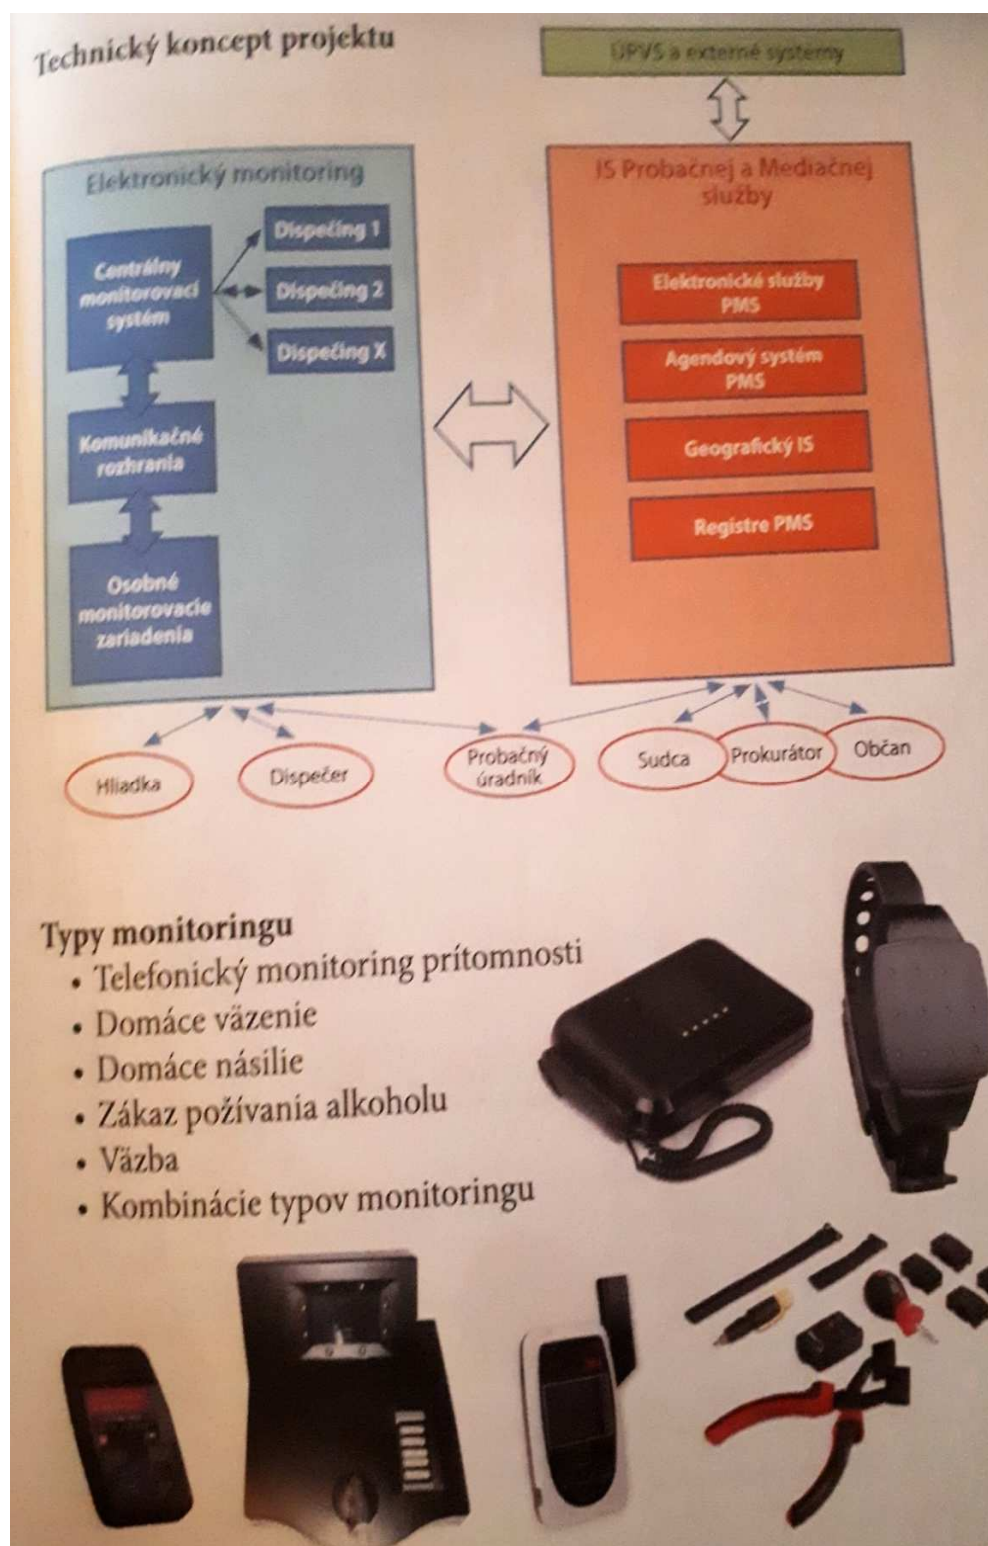 Technický koncept projektu
ÚPVS a externé systémy
Elektronický monitoring
Centrálny
monitorovací
systém
Dispečing 1
Dispečing 2
Dispečing X
Komunikačné
rozhrania
Osobné
monitorovacie
zariadenia
IS Probačnej a Mediačnej
služby
Elektronické služby
PMS
Agendový systém
PMS
Geografický IS
Registre PMS
Hliadka
Dispečer
Probačný
úradník
Sudca
Prokurátor
Občan
Typy monitoringu
• Telefonický monitoring prítomnosti
• Domáce väzenie
• Domáce násilie
• Zákaz požívania alkoholu
• Väzba
• Kombinácie typov monitoringu